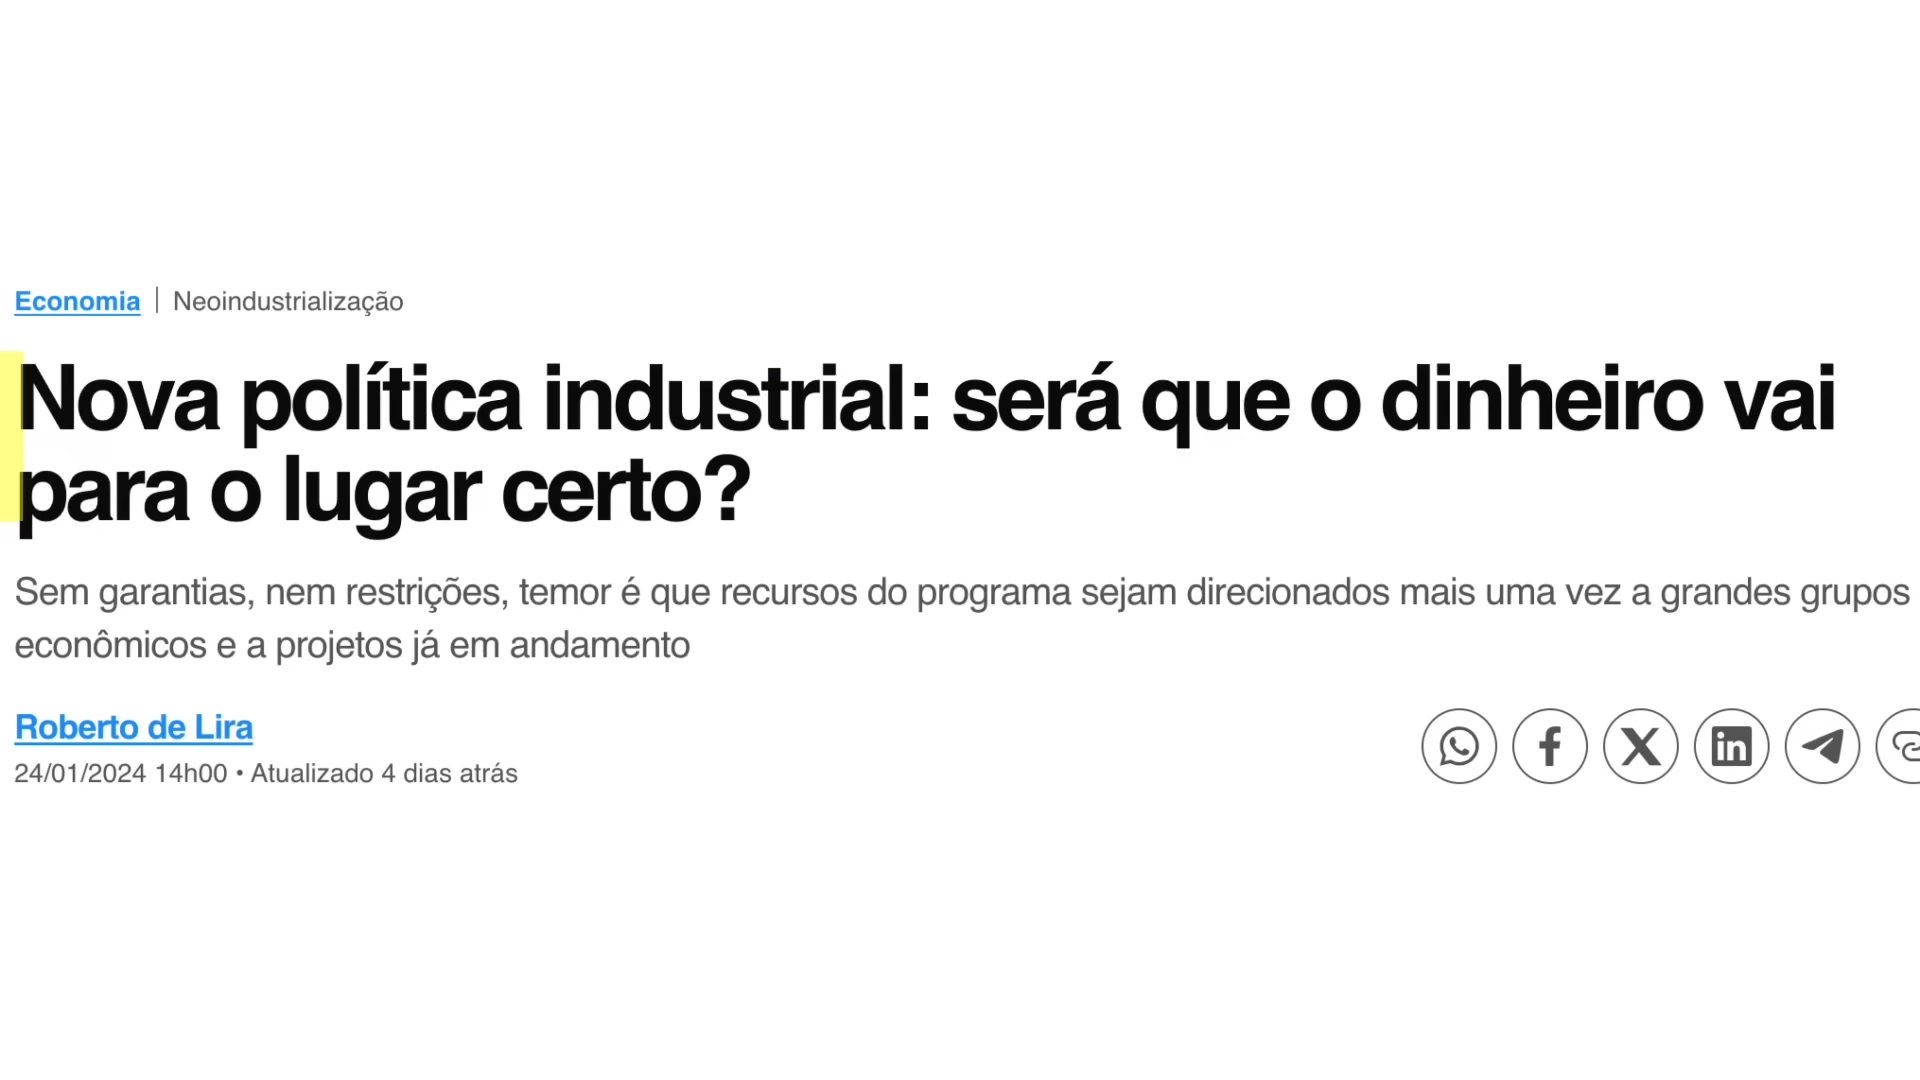 Economia | Neoindustrialização
Nova política industrial: será que o dinheiro vai
para o lugar certo?
Sem garantias, nem restrições, temor é que recursos do programa sejam direcionados mais uma vez a grandes grupos
econômicos e a projetos já em andamento
Roberto de Lira
24/01/2024 14h00 • Atualizado 4 dias atrás